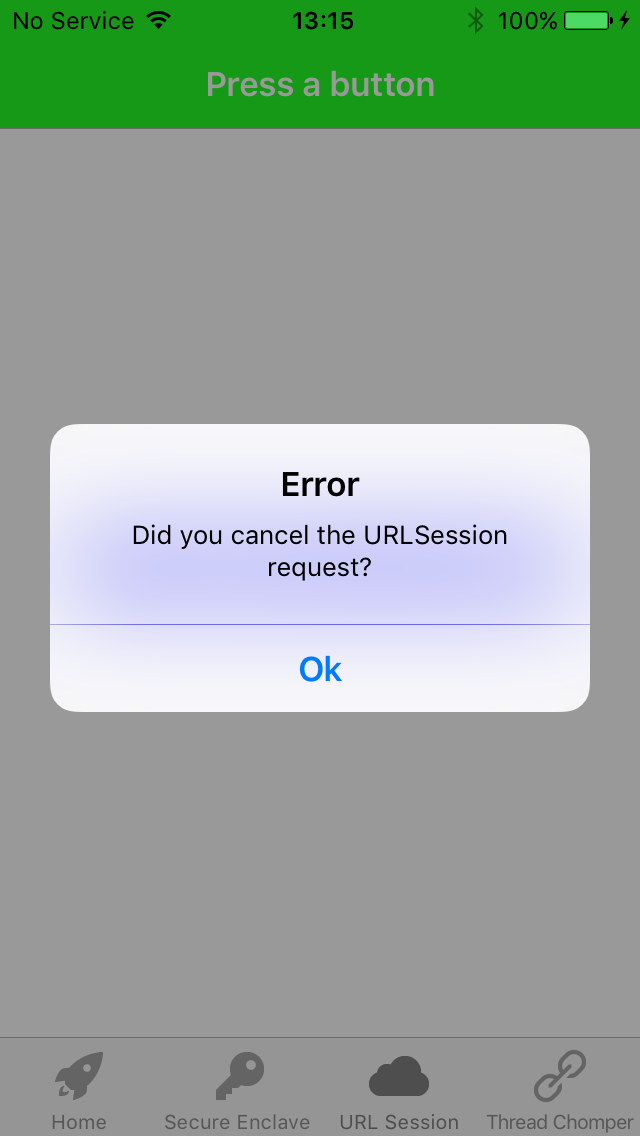 No Service 13:15 100%
Press a button
Error
Did you cancel the URLSession
request?
Ok
Home Secure Enclave URL Session Thread Chomper